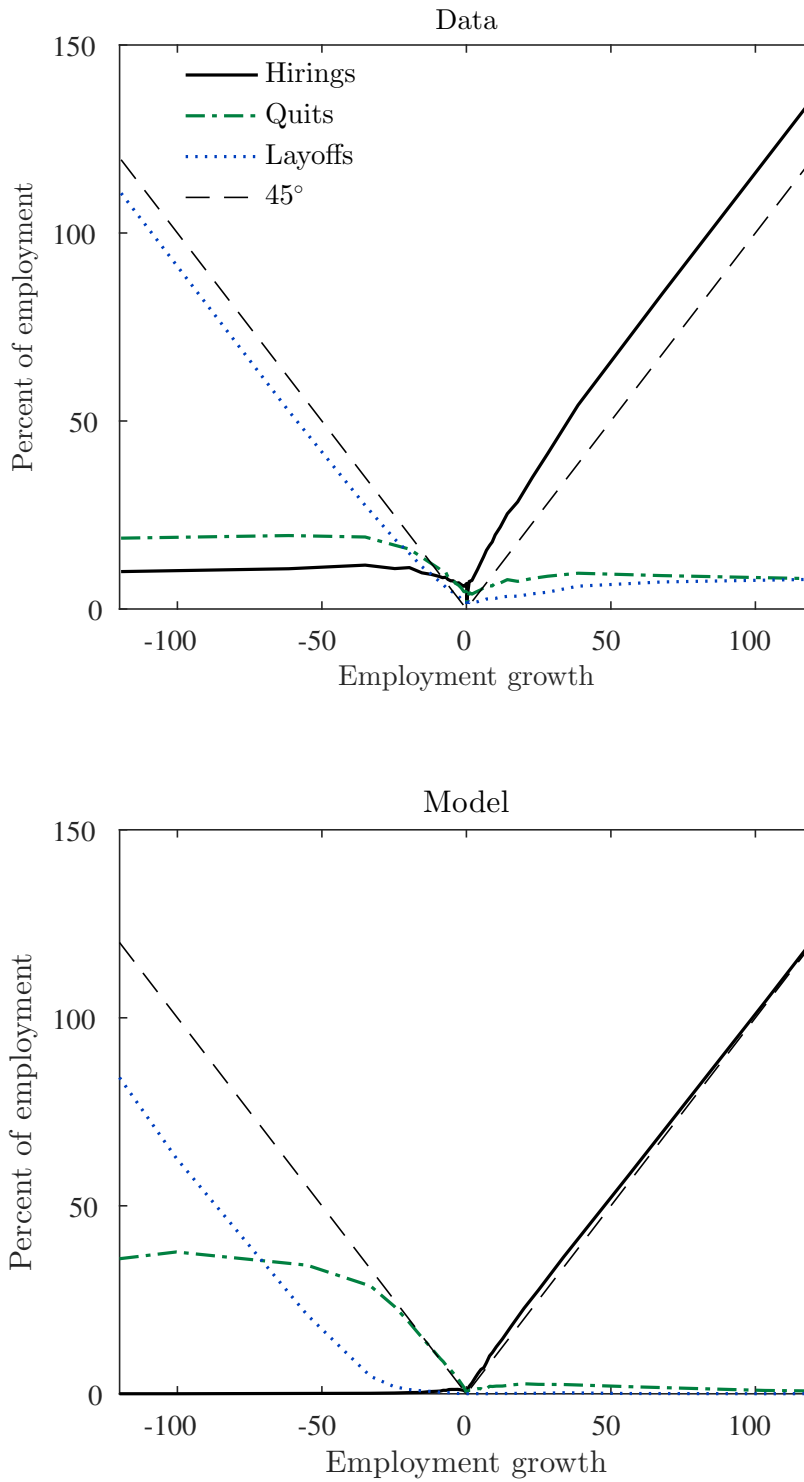 Data
150
100
50
0
Percent of employment
Hirings
Quits
Layoffs
45°
-100 -50 0 50 100
Employment growth
Model
150
100
50
0
Percent of employment
-100 -50 0 50 100
Employment growth